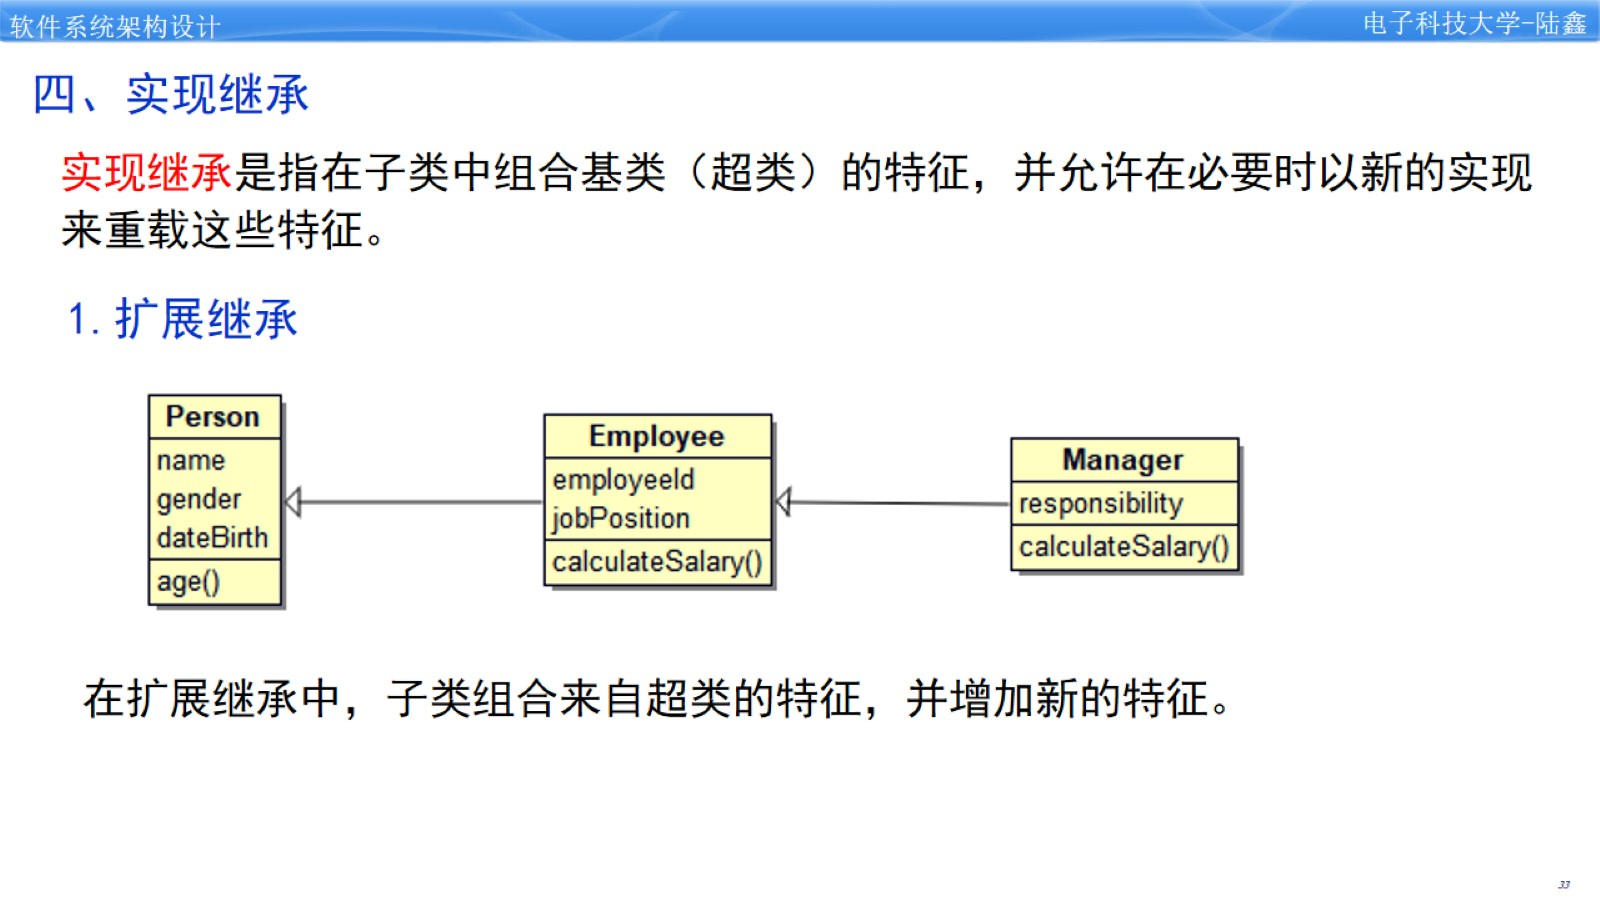 软件系统架构设计
电子科技大学-陆鑫
四、实现继承
实现继承是指在子类中组合基类（超类）的特征，并允许在必要时以新的实现
来重载这些特征。
1.扩展继承
Person
name
gender
dateBirth
age()
Employee
employeeId
jobPosition
calculateSalary()
Manager
responsibility
calculateSalary()
在扩展继承中，子类组合来自超类的特征，并增加新的特征。
33